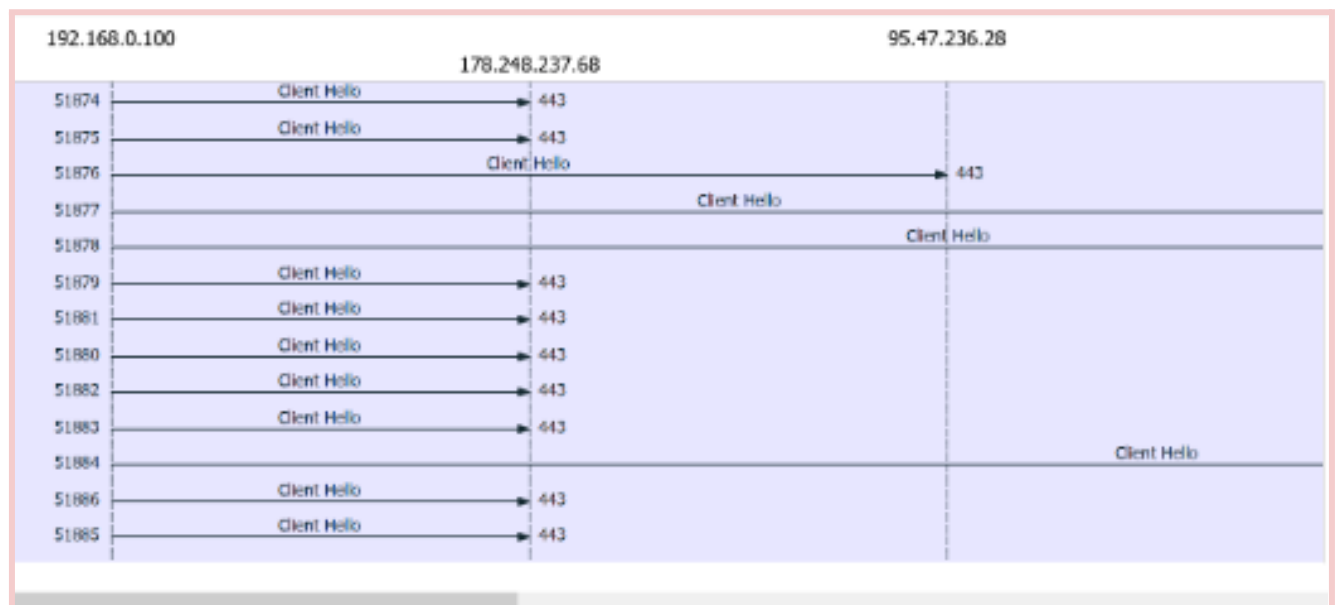 192.168.0.100
95.47.236.28
178.248.237.68
Client Hello
51874 443
Client Hello
51875 443
Client Hello
51876 443
Client Hello
51877
Client Hello
51878
Client Hello
51879 443
Client Hello
51881 443
Client Hello
51880 443
Client Hello
51882 443
Client Hello
51883 443
Client Hello
51884
Client Hello
51886 443
Client Hello
51885 443